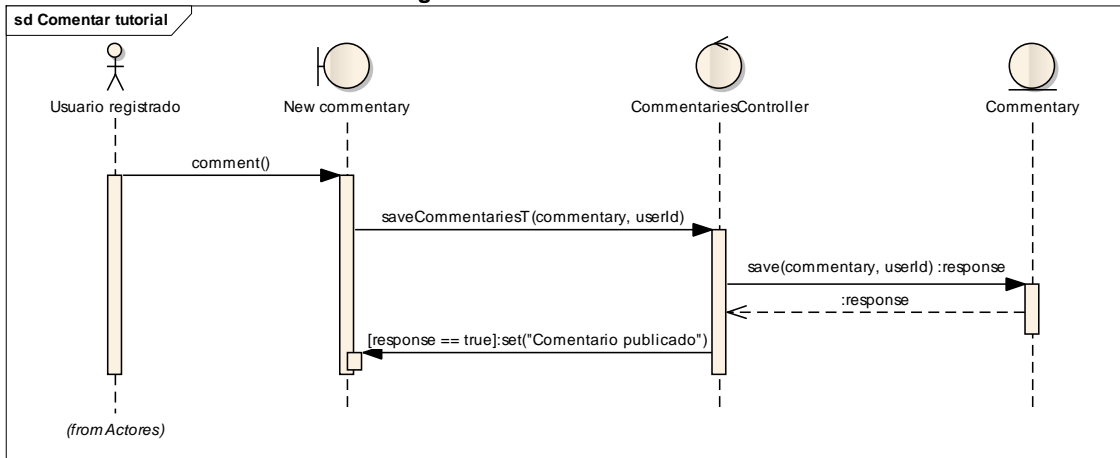 sd Comentar tutorial
Usuario registrado
New commentary
CommentariesController
Commentary
comment()
saveCommentariesT(commentary, userId)
save(commentary, userId) :response
:response
[response == true]:set("Comentario publicado")
(from Actores)